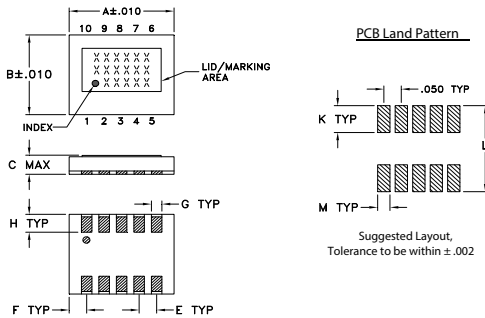 A±.010
10 9 8 7 6
X X X X X X
X X X X X X
X X X X X X
B±.010
LID/MARKING
AREA
INDEX
1 2 3 4 5
C MAX
G TYP
H TYP
F TYP
E TYP
PCB Land Pattern
.050 TYP
K TYP
L
M TYP
Suggested Layout,
Tolerance to be within ± .002